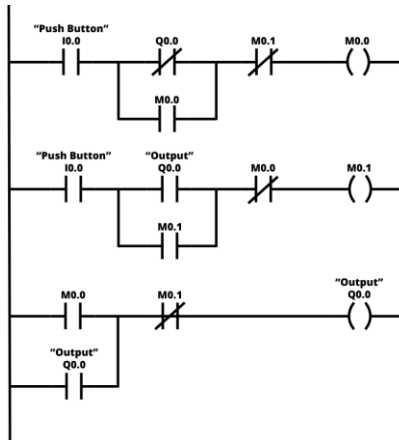 “Push Button”
I0.0 Q0.0 M0.1 M0.0
M0.0
“Push Button” “Output”
I0.0 Q0.0 M0.0 M0.1
M0.1
“Output”
M0.0 M0.1 Q0.0
“Output”
Q0.0